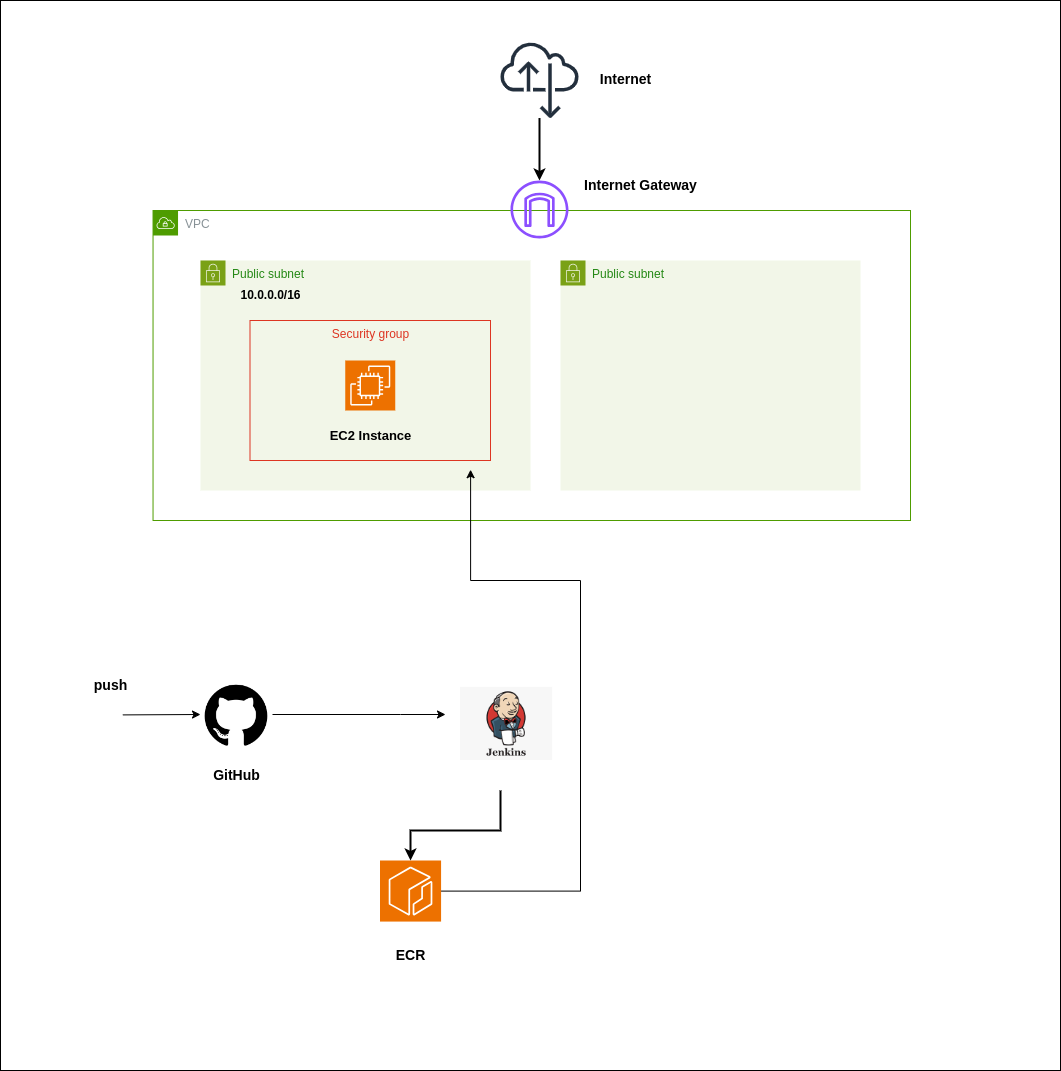 Internet
Internet Gateway
VPC
Public subnet
10.0.0.0/16
Security group
EC2 Instance
Public subnet
push
GitHub
Jenkins
ECR